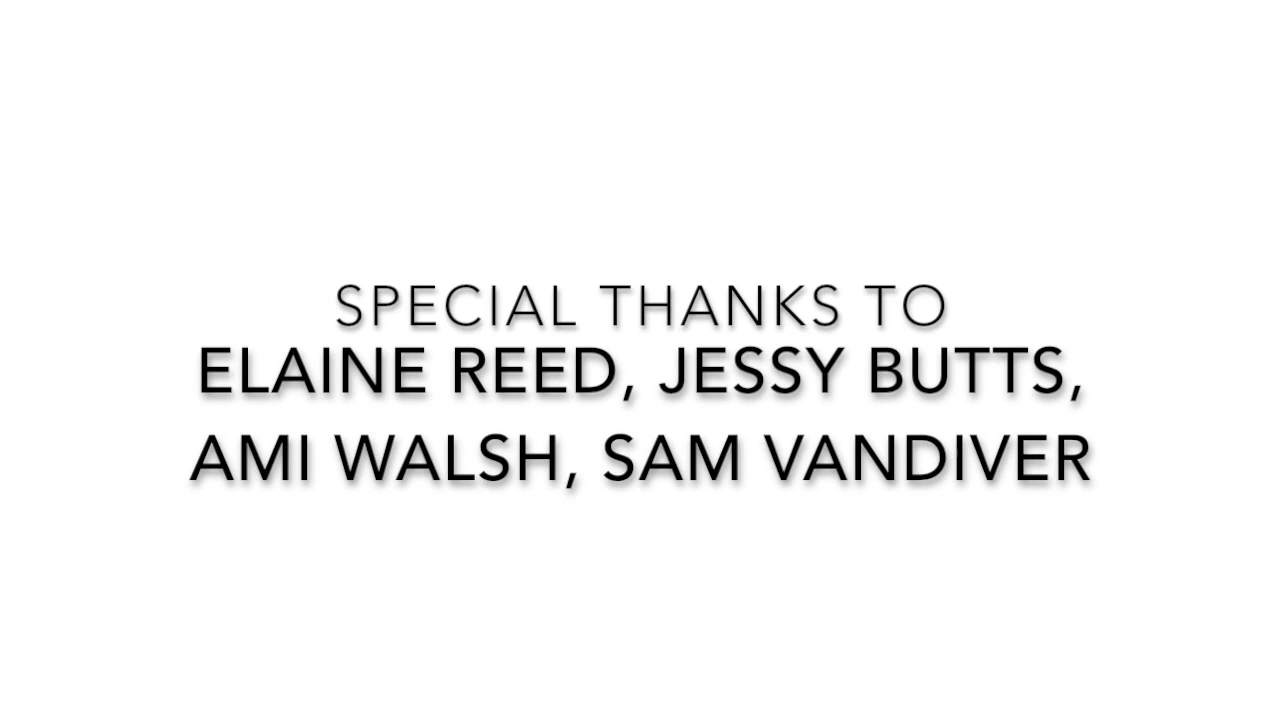 SPECIAL THANKS TO
ELAINE REED, JESSY BUTTS,
AMI WALSH, SAM VANDIVER